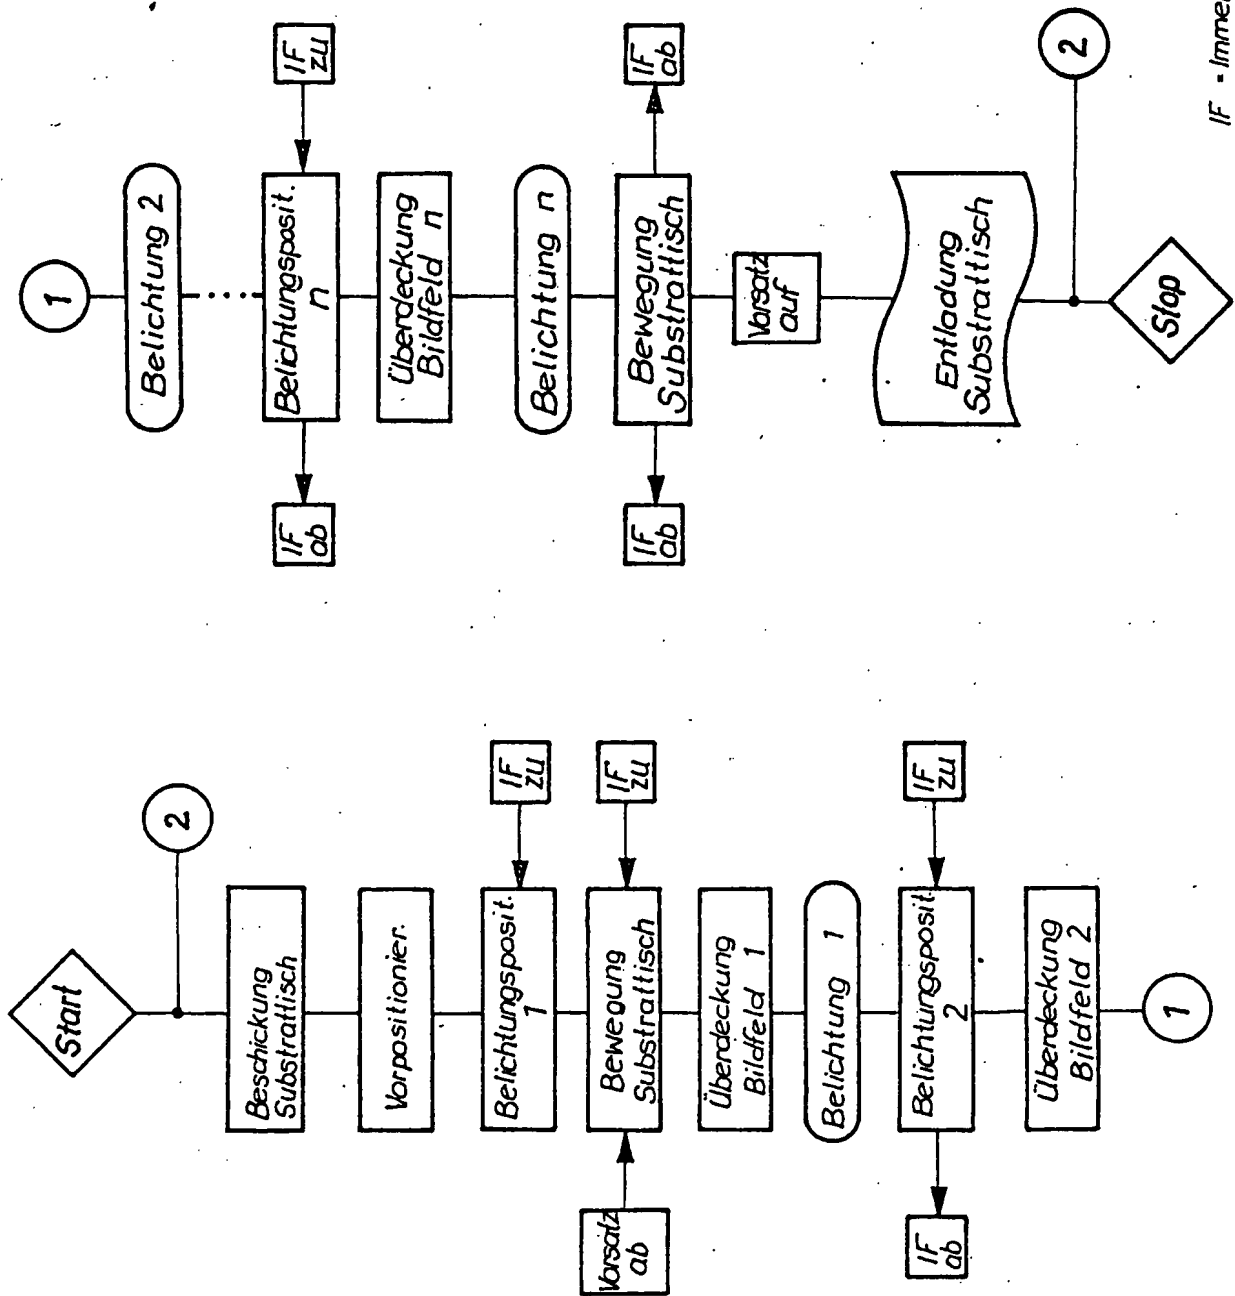 Start
2
Beschickung
Substrattisch
Vorpositionier.
Belichtungsposit.
1
IF
zu
Vorsatz
ab
Bewegung
Substrattisch
IF
zu
Überdeckung
Bildfeld 1
Belichtung 1
IF
ab
Belichtungsposit.
2
IF
zu
Überdeckung
Bildfeld 2
1
1
Belichtung 2
IF
ab
Belichtungsposit.
n
IF
zu
Überdeckung
Bildfeld n
Belichtung n
IF
ab
Bewegung
Substrattisch
IF
ab
Vorsatz
auf
Entladung
Substrattisch
2
Stop
IF =